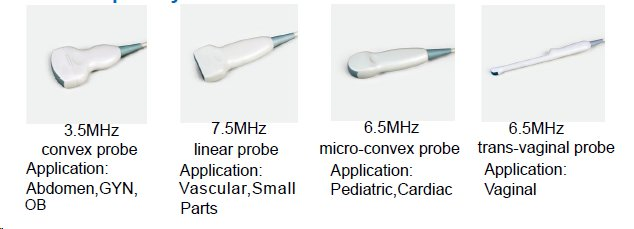 3.5MHz
convex probe
Application:
Abdomen,GYN,
OB
7.5MHz
linear probe
Application:
Vascular,Small
Parts
6.5MHz
micro-convex probe
Application:
Pediatric,Cardiac
6.5MHz
trans-vaginal probe
Application:
Vaginal